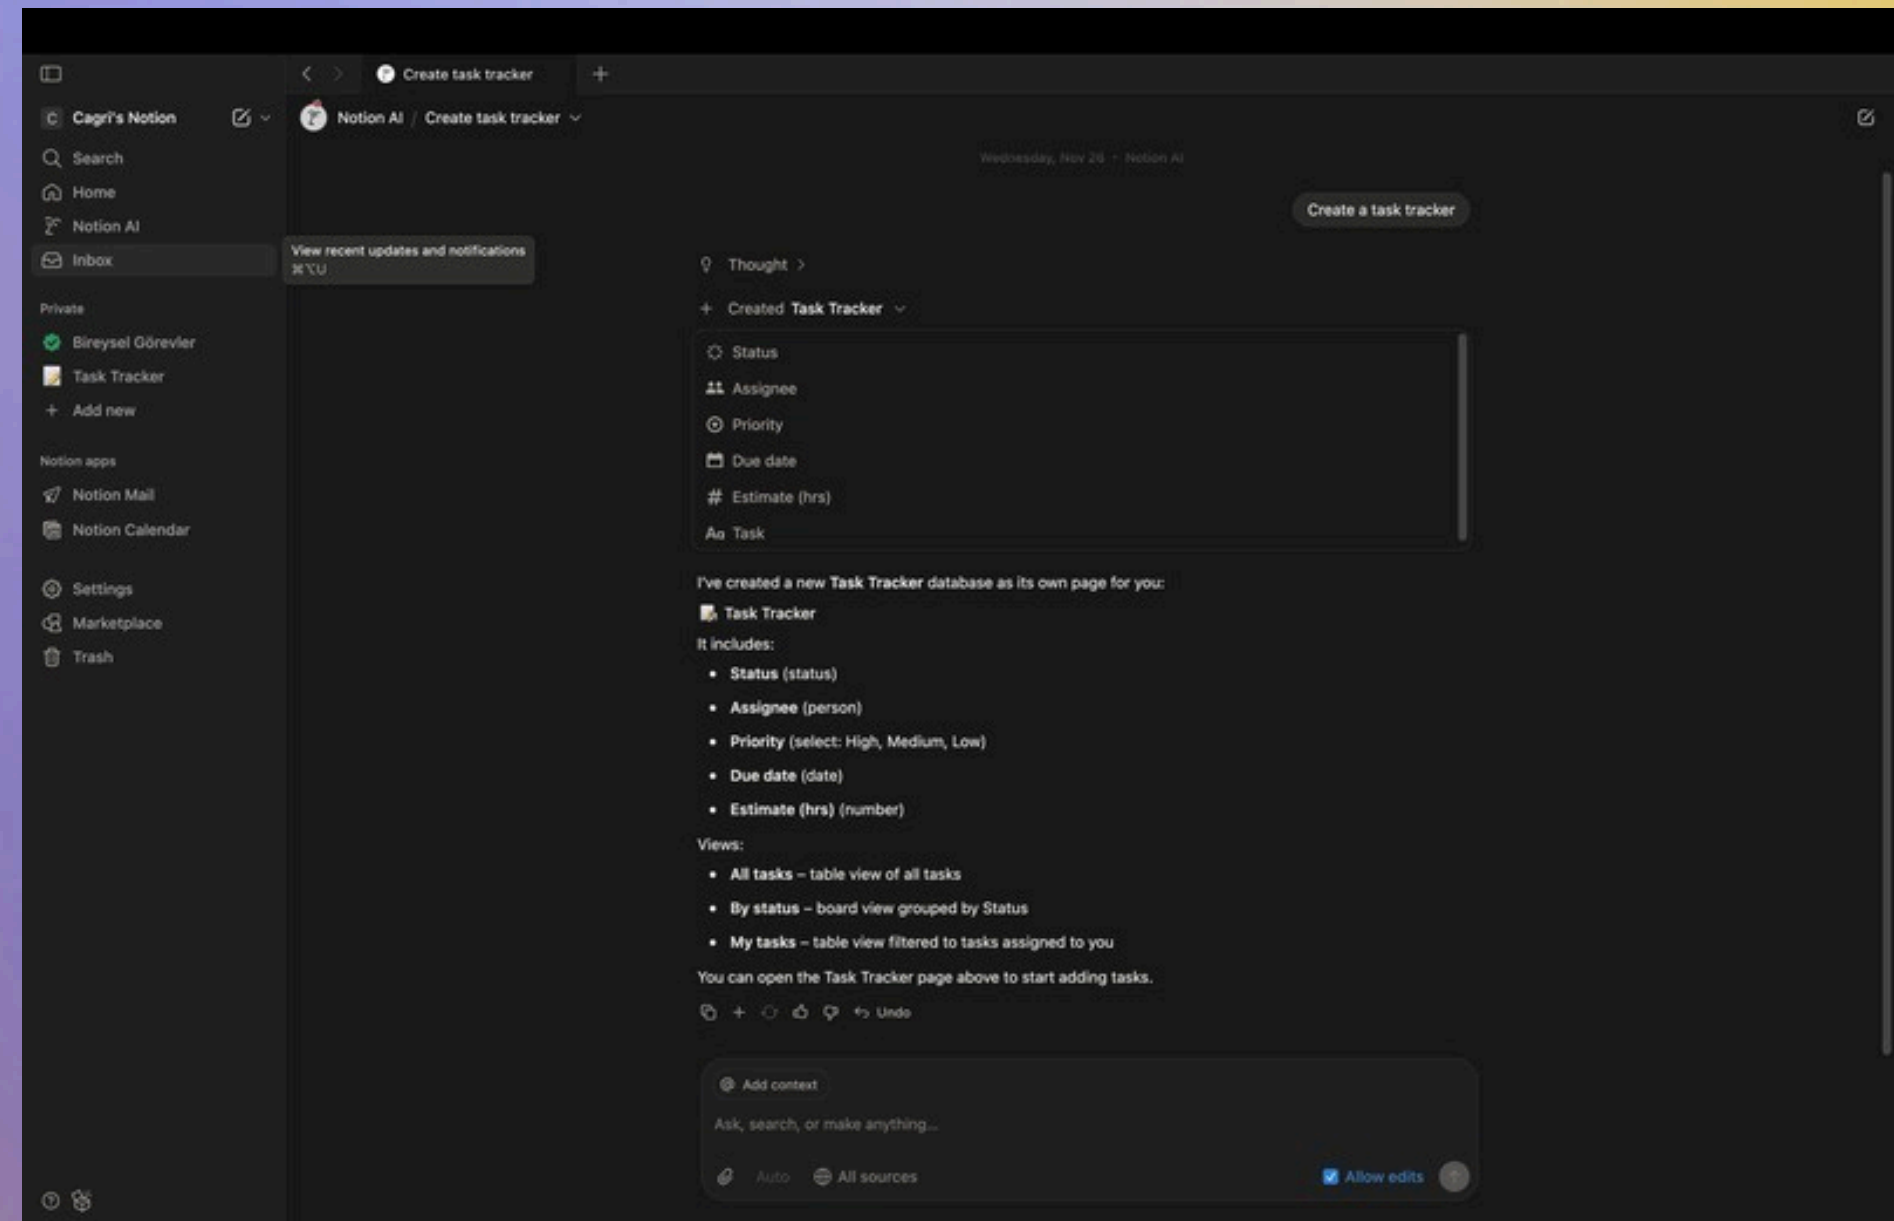 Create task tracker
C Cagri's Notion
Search
Home
Notion AI
Inbox
Private
Bireysel Görevler
Task Tracker
+ Add new
Notion apps
Notion Mail
Notion Calendar
Settings
Marketplace
Trash
View recent updates and notifications
⌘⌥U
Notion AI / Create task tracker
Wednesday, Nov 26 • Notion AI
Create a task tracker
Thought >
+ Created Task Tracker
Status
Assignee
Priority
Due date
# Estimate (hrs)
Aa Task
I've created a new Task Tracker database as its own page for you:
Task Tracker
It includes:
• Status (status)
• Assignee (person)
• Priority (select: High, Medium, Low)
• Due date (date)
• Estimate (hrs) (number)
Views:
• All tasks – table view of all tasks
• By status – board view grouped by Status
• My tasks – table view filtered to tasks assigned to you
You can open the Task Tracker page above to start adding tasks.
Undo
@ Add context
Ask, search, or make anything...
Auto All sources
Allow edits